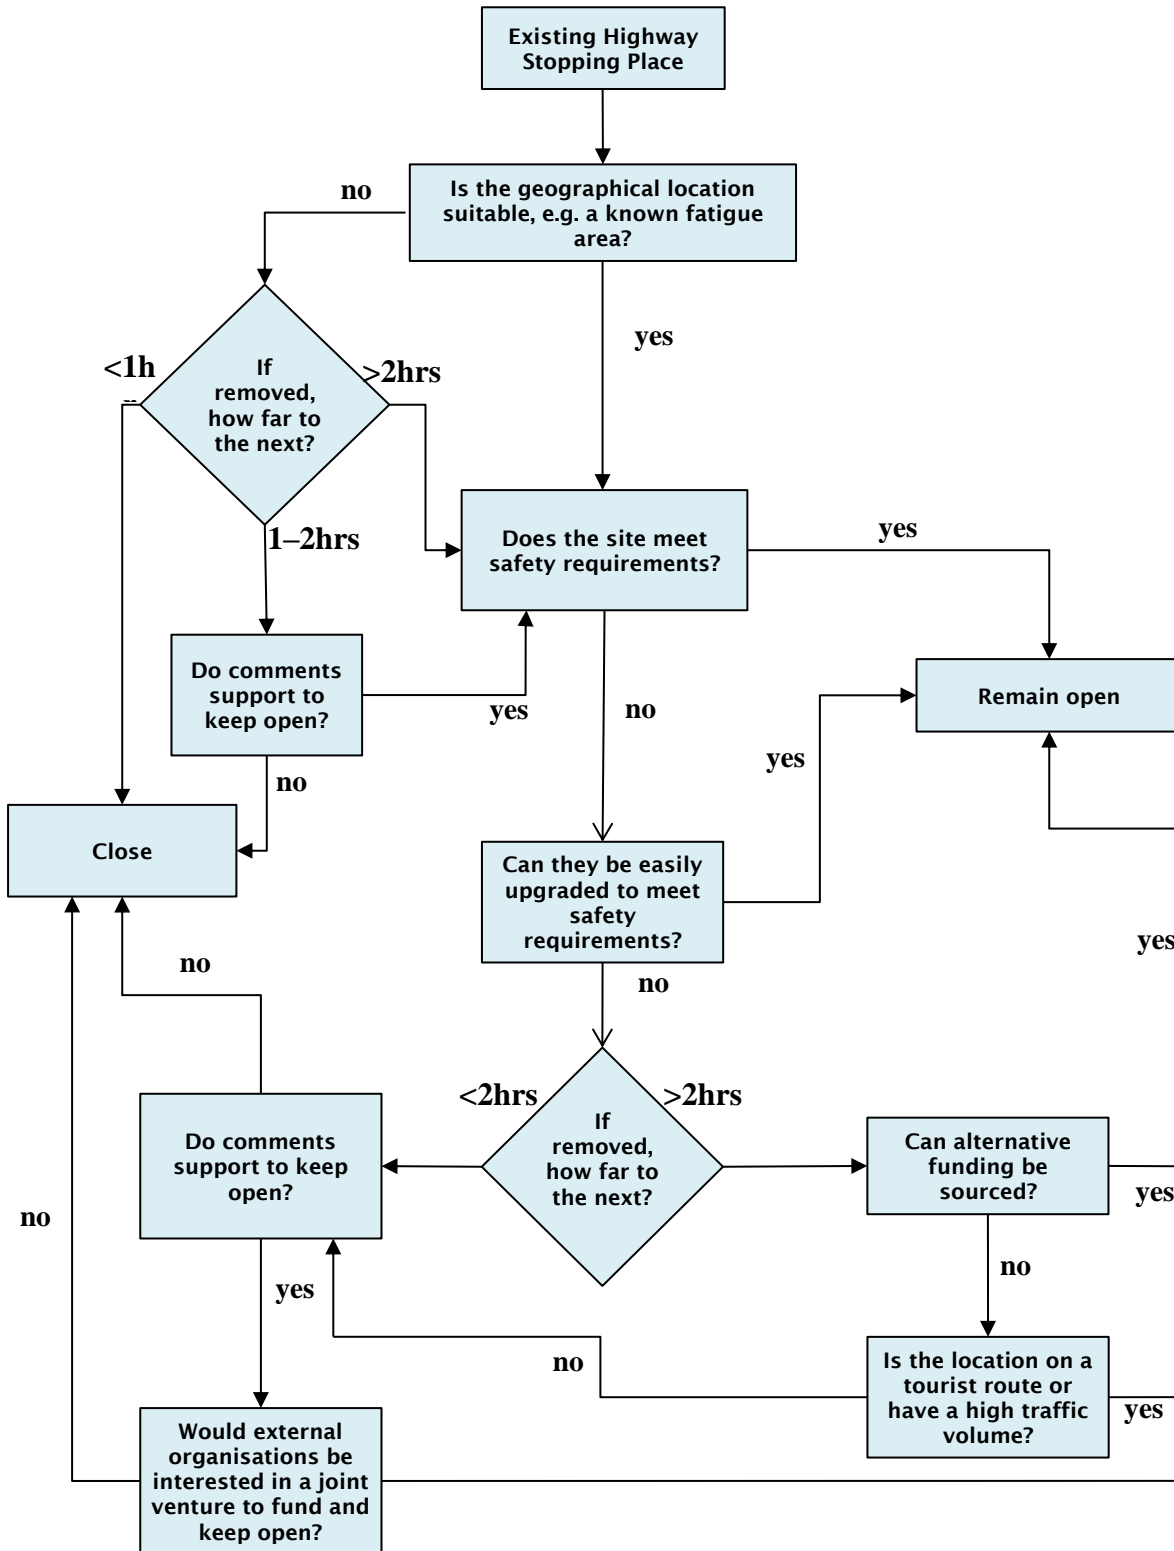 Existing Highway
Stopping Place
no
Is the geographical location
suitable, e.g. a known fatigue
area?
yes
<1h
If
removed,
how far to
the next?
>2hrs
1–2hrs
Does the site meet
safety requirements?
yes
Do comments
support to
keep open?
yes
no
Remain open
yes
no
Close
Can they be easily
upgraded to meet
safety
requirements?
yes
no
no
<2hrs
>2hrs
If
removed,
how far to
the next?
Do comments
support to keep
open?
Can alternative
funding be
sourced?
yes
no
yes
no
no
Is the location on a
tourist route or
have a high traffic
volume?
yes
Would external
organisations be
interested in a joint
venture to fund and
keep open?